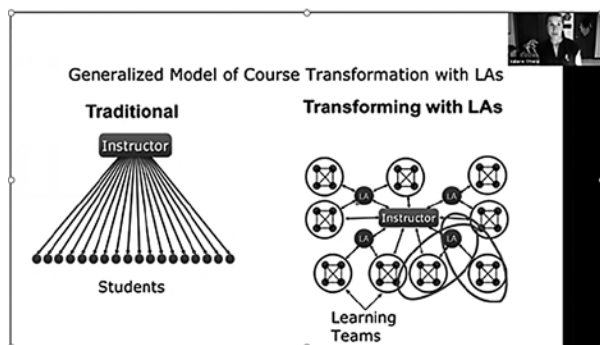 Generalized Model of Course Transformation with LAs
Traditional
Instructor
Students
Transforming with LAs
LA
LA
Instructor
LA
LA
Learning
Teams